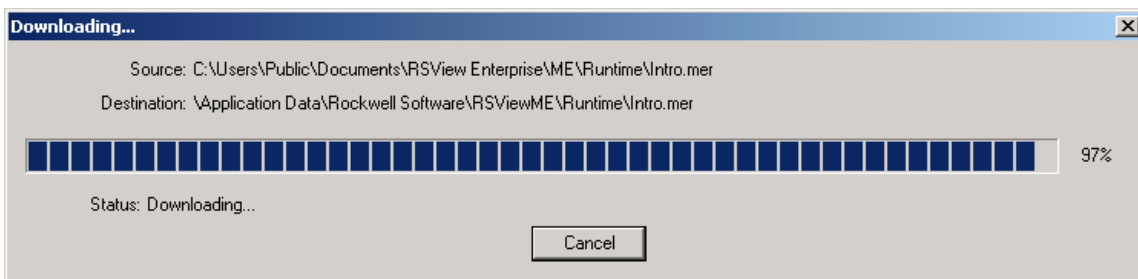 Downloading...
Source: C:\Users\Public\Documents\RSView Enterprise\ME\Runtime\Intro.mer
Destination: \Application Data\Rockwell Software\RSViewME\Runtime\Intro.mer
97%
Status: Downloading...
Cancel